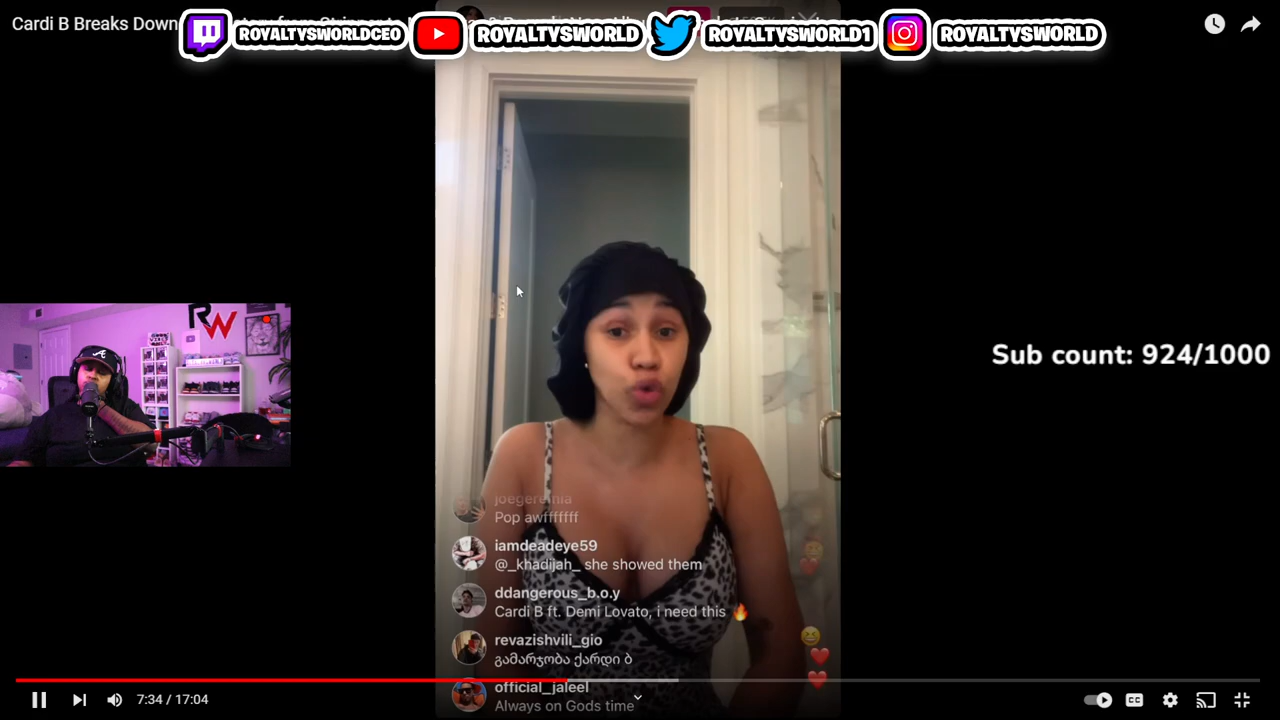 Cardi B Breaks Down
ROYALTYSWORLDCEO
ROYALTYSWORLD
ROYALTYSWORLD1
ROYALTYSWORLD
RW
Sub count: 924/1000
joegeremia
Pop awfffffff
iamdeadeye59
@_khadijah_ she showed them
ddangerous_b.o.y
Cardi B ft. Demi Lovato, i need this 🔥
revazishvili_gio
გამარჯობა ქარდი ბ
official_jaleel
Always on Gods time
7:34 / 17:04
CC